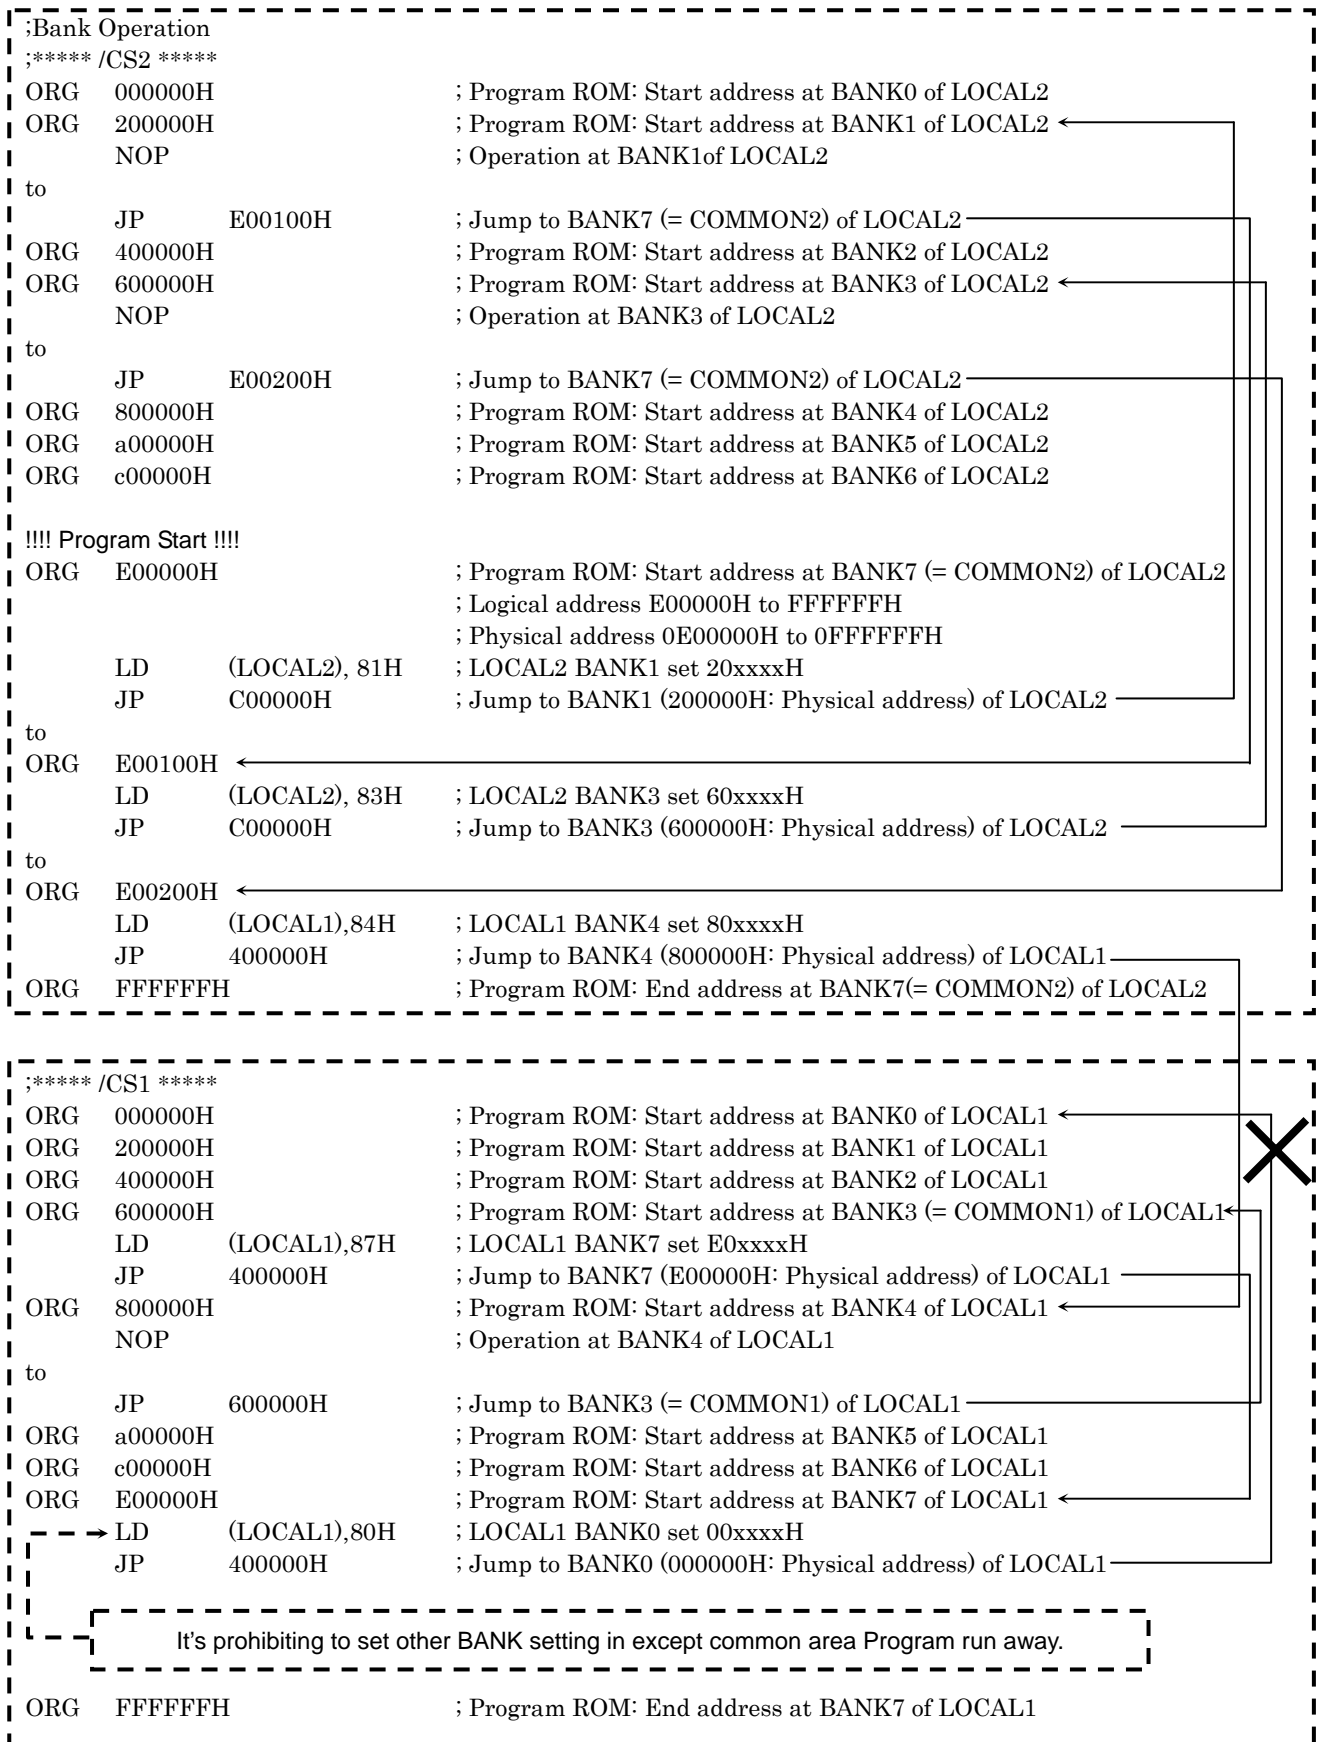 ;Bank Operation
;***** /CS2 *****
ORG 000000H ; Program ROM: Start address at BANK0 of LOCAL2
ORG 200000H ; Program ROM: Start address at BANK1 of LOCAL2
NOP ; Operation at BANK1of LOCAL2
to
JP E00100H ; Jump to BANK7 (= COMMON2) of LOCAL2
ORG 400000H ; Program ROM: Start address at BANK2 of LOCAL2
ORG 600000H ; Program ROM: Start address at BANK3 of LOCAL2
NOP ; Operation at BANK3 of LOCAL2
to
JP E00200H ; Jump to BANK7 (= COMMON2) of LOCAL2
ORG 800000H ; Program ROM: Start address at BANK4 of LOCAL2
ORG a00000H ; Program ROM: Start address at BANK5 of LOCAL2
ORG c00000H ; Program ROM: Start address at BANK6 of LOCAL2
!!!! Program Start !!!!
ORG E00000H ; Program ROM: Start address at BANK7 (= COMMON2) of LOCAL2
; Logical address E00000H to FFFFFFH
; Physical address 0E00000H to 0FFFFFFH
LD (LOCAL2), 81H ; LOCAL2 BANK1 set 20xxxxH
JP C00000H ; Jump to BANK1 (200000H: Physical address) of LOCAL2
to
ORG E00100H
LD (LOCAL2), 83H ; LOCAL2 BANK3 set 60xxxxH
JP C00000H ; Jump to BANK3 (600000H: Physical address) of LOCAL2
to
ORG E00200H
LD (LOCAL1),84H ; LOCAL1 BANK4 set 80xxxxH
JP 400000H ; Jump to BANK4 (800000H: Physical address) of LOCAL1
ORG FFFFFFH ; Program ROM: End address at BANK7(= COMMON2) of LOCAL2
;***** /CS1 *****
ORG 000000H ; Program ROM: Start address at BANK0 of LOCAL1
ORG 200000H ; Program ROM: Start address at BANK1 of LOCAL1
ORG 400000H ; Program ROM: Start address at BANK2 of LOCAL1
ORG 600000H ; Program ROM: Start address at BANK3 (= COMMON1) of LOCAL1
LD (LOCAL1),87H ; LOCAL1 BANK7 set E0xxxxH
JP 400000H ; Jump to BANK7 (E00000H: Physical address) of LOCAL1
ORG 800000H ; Program ROM: Start address at BANK4 of LOCAL1
NOP ; Operation at BANK4 of LOCAL1
to
JP 600000H ; Jump to BANK3 (= COMMON1) of LOCAL1
ORG a00000H ; Program ROM: Start address at BANK5 of LOCAL1
ORG c00000H ; Program ROM: Start address at BANK6 of LOCAL1
ORG E00000H ; Program ROM: Start address at BANK7 of LOCAL1
LD (LOCAL1),80H ; LOCAL1 BANK0 set 00xxxxH
JP 400000H ; Jump to BANK0 (000000H: Physical address) of LOCAL1
It's prohibiting to set other BANK setting in except common area Program run away.
ORG FFFFFFH ; Program ROM: End address at BANK7 of LOCAL1